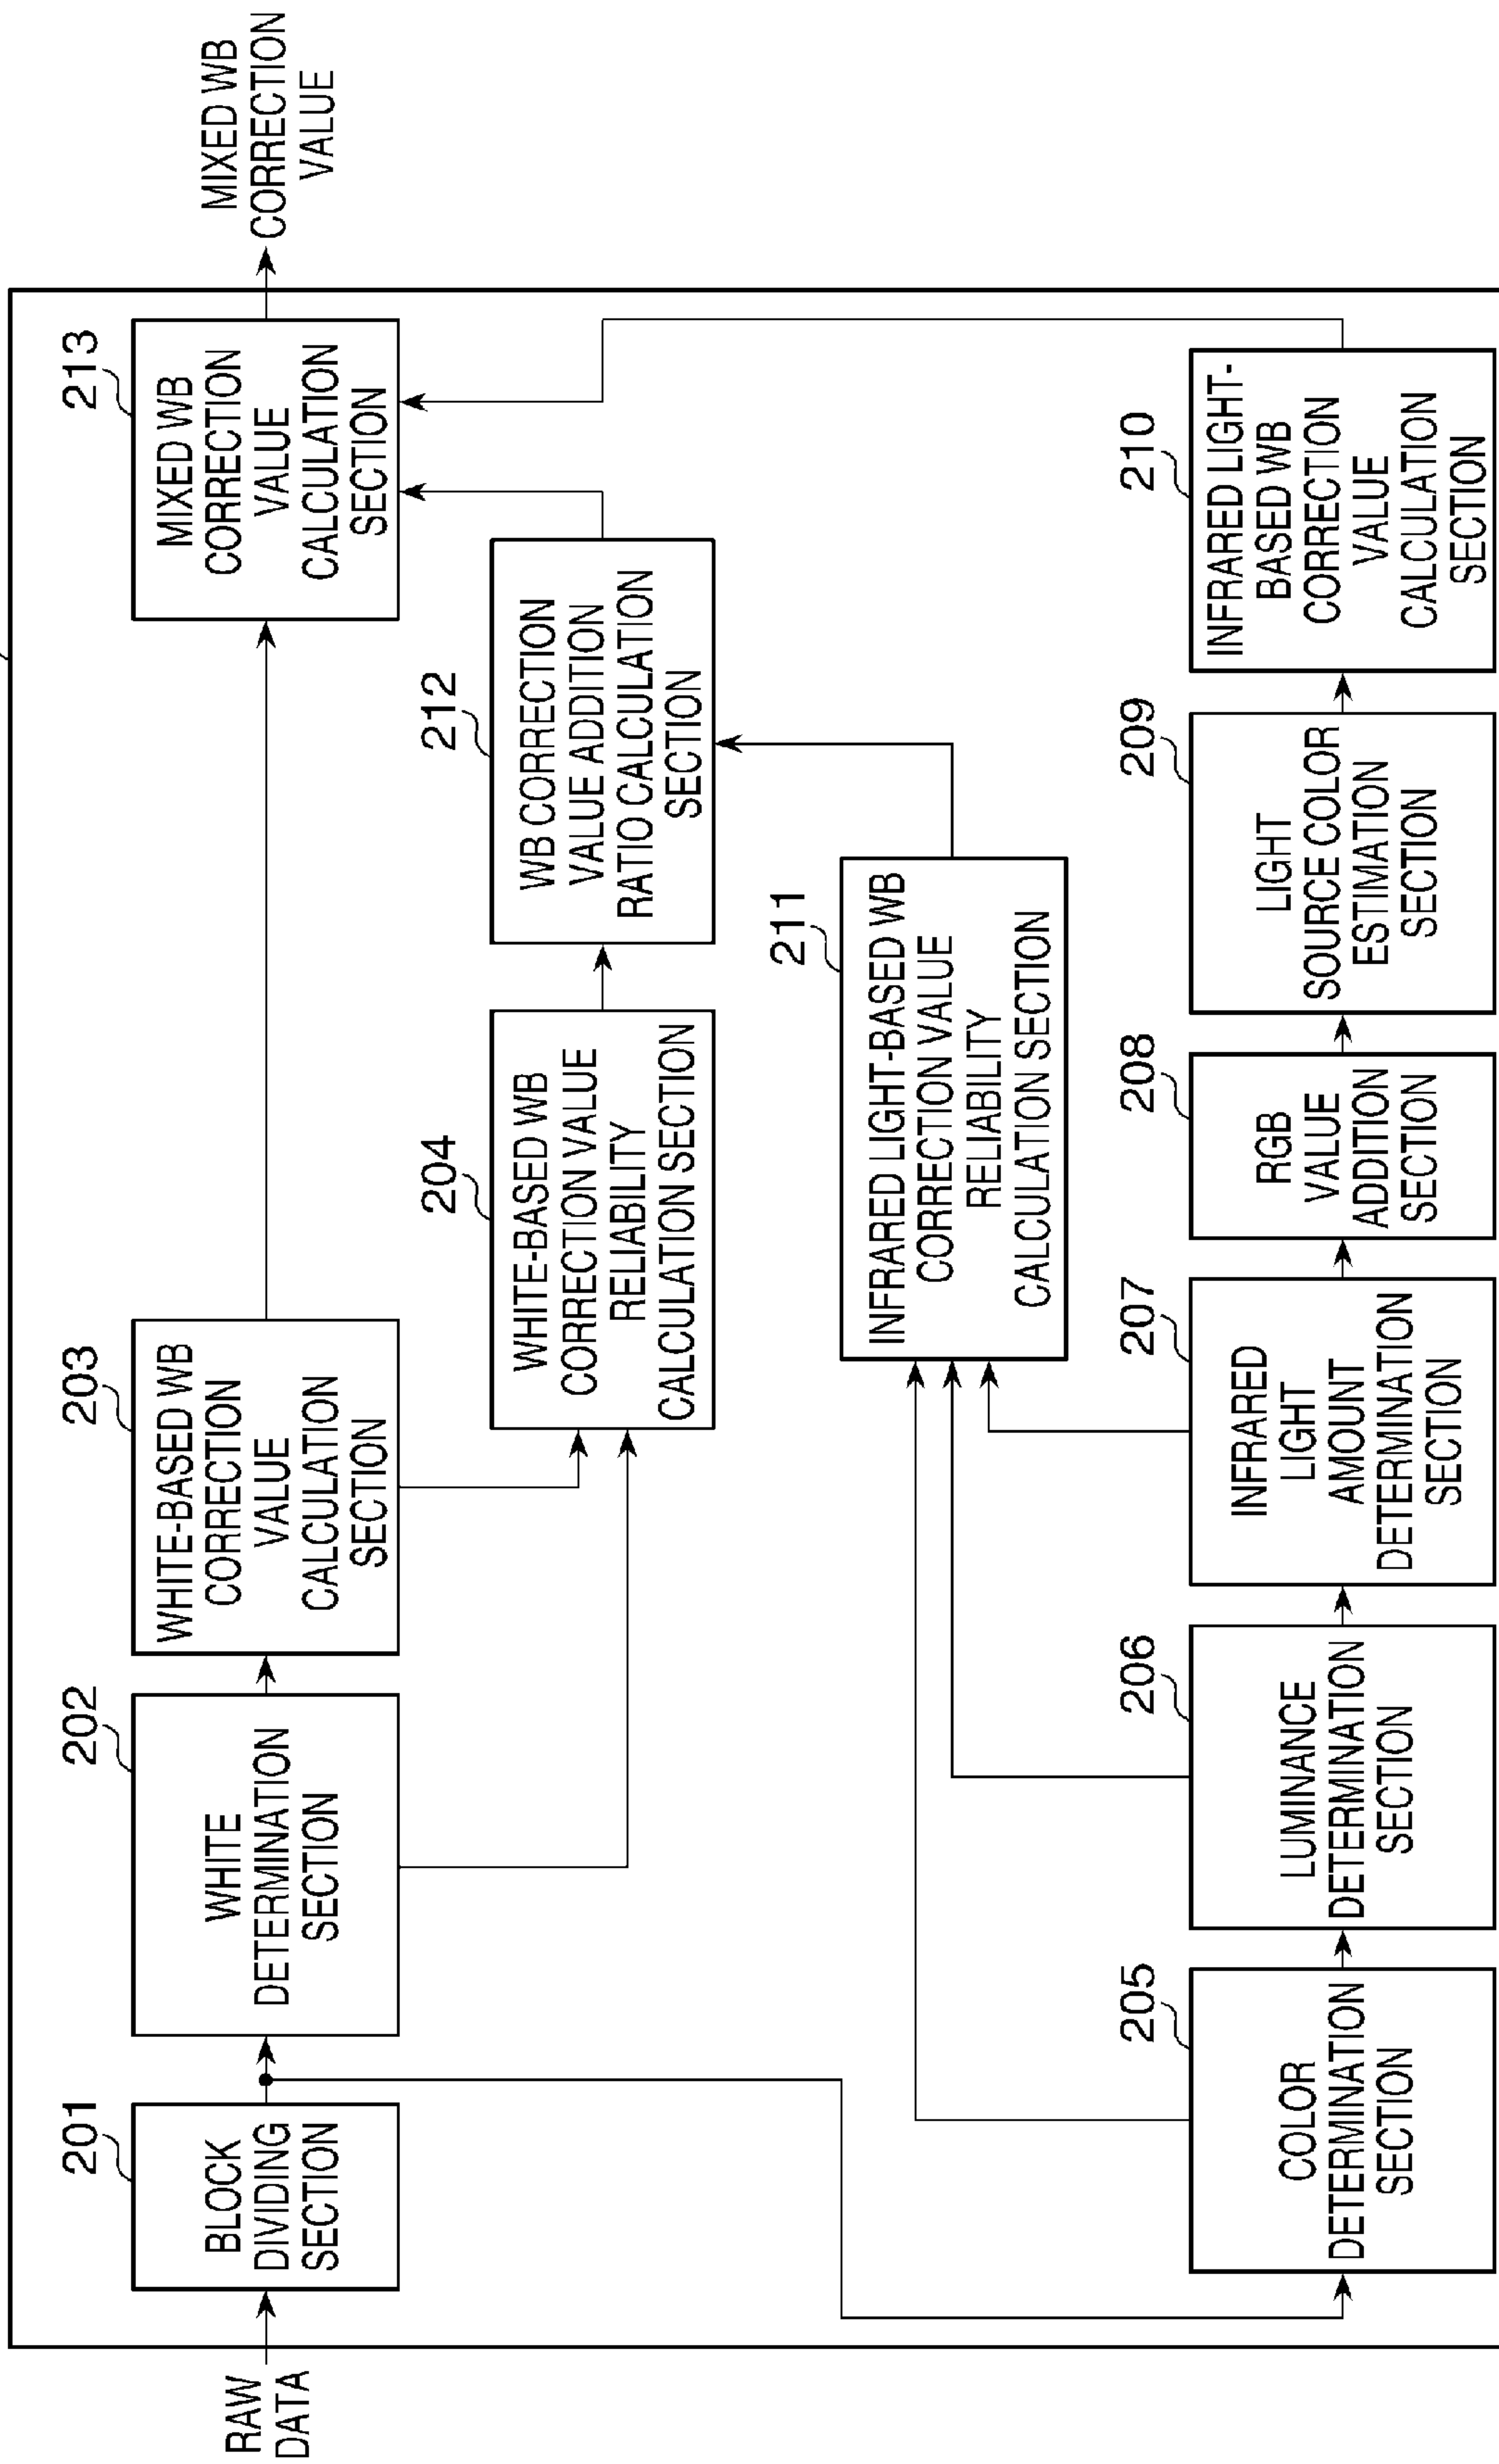 RAW
DATA
201
BLOCK
DIVIDING
SECTION
202
WHITE
DETERMINATION
SECTION
203
WHITE-BASED WB
CORRECTION
VALUE
CALCULATION
SECTION
213
MIXED WB
CORRECTION
VALUE
CALCULATION
SECTION
MIXED WB
CORRECTION
VALUE
204
WHITE-BASED WB
CORRECTION VALUE
RELIABILITY
CALCULATION SECTION
212
WB CORRECTION
VALUE ADDITION
RATIO CALCULATION
SECTION
211
INFRARED LIGHT-BASED WB
CORRECTION VALUE
RELIABILITY
CALCULATION SECTION
205
COLOR
DETERMINATION
SECTION
206
LUMINANCE
DETERMINATION
SECTION
207
INFRARED
LIGHT
AMOUNT
DETERMINATION
SECTION
208
RGB
VALUE
ADDITION
SECTION
209
LIGHT
SOURCE COLOR
ESTIMATION
SECTION
210
INFRARED LIGHT-
BASED WB
CORRECTION
VALUE
CALCULATION
SECTION